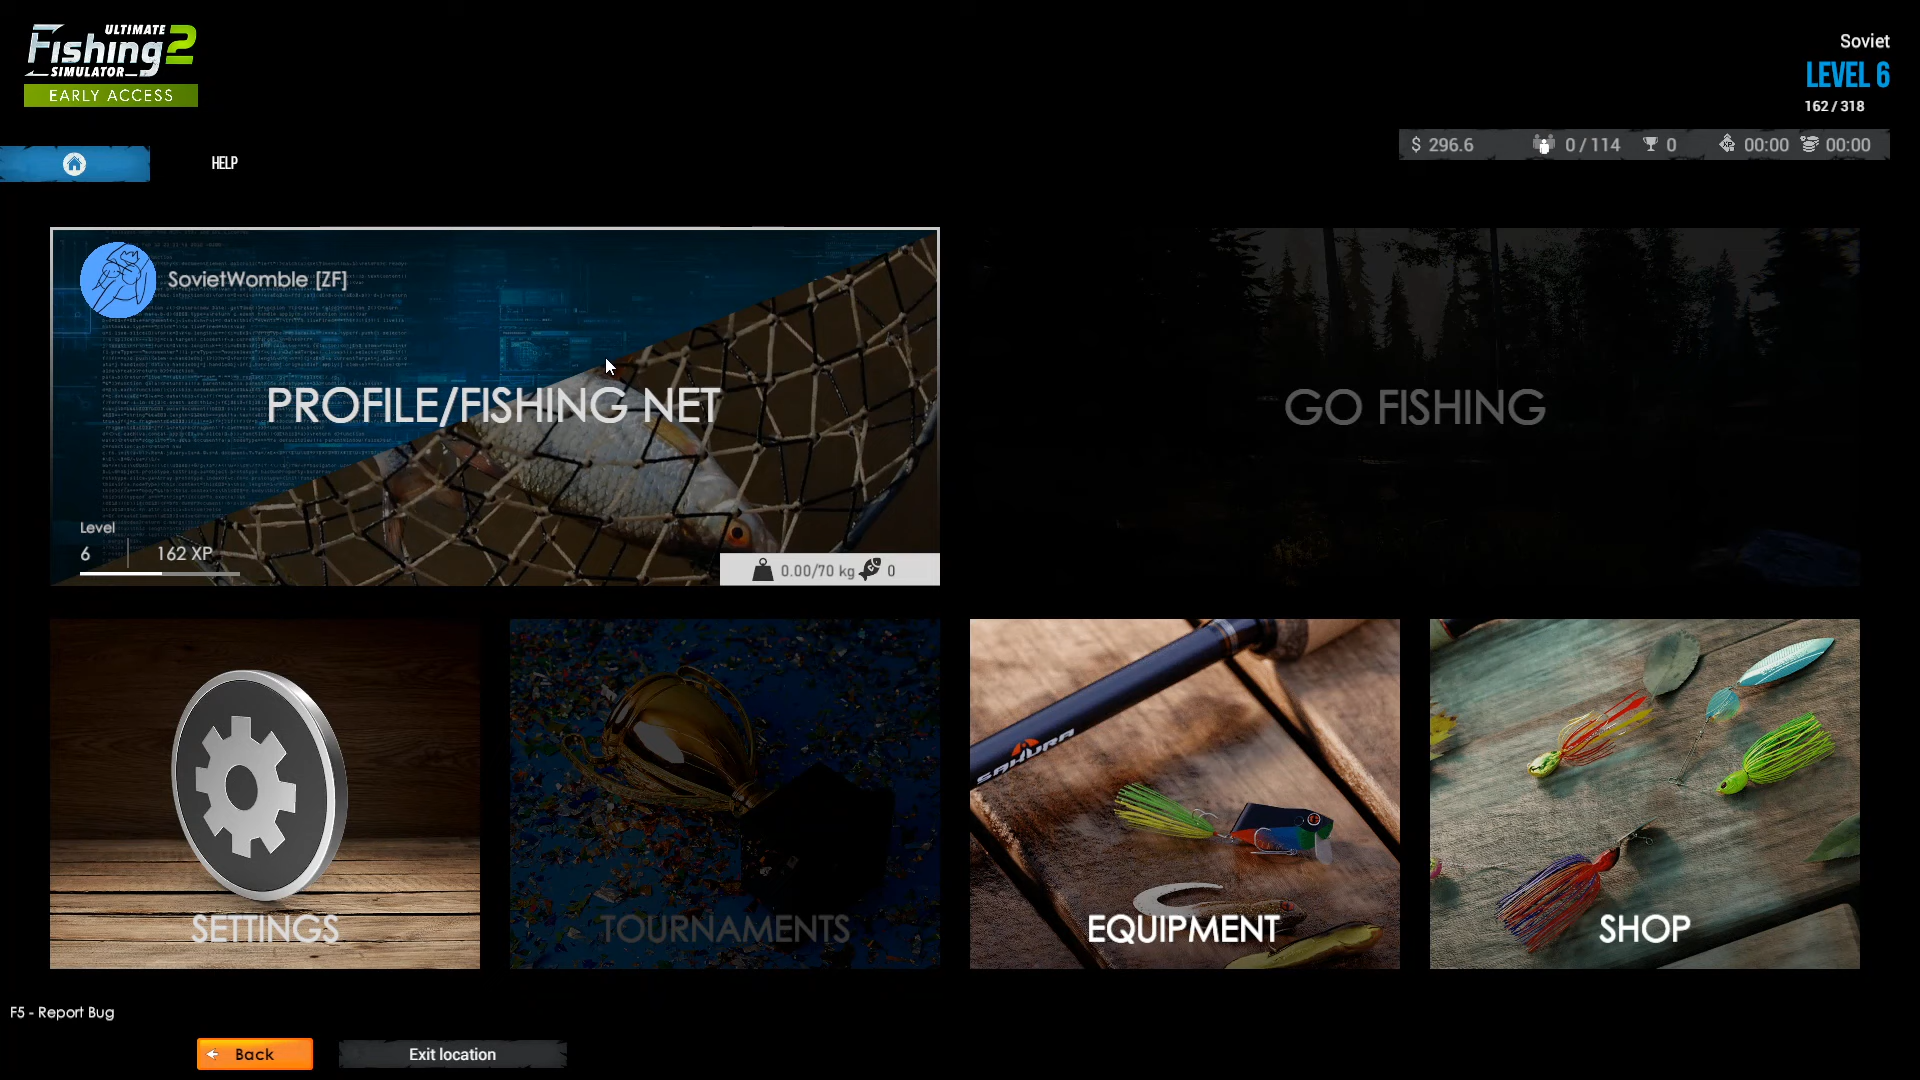 ULTIMATE
Fishing 2
SIMULATOR
EARLY ACCESS
Soviet
LEVEL 6
162 / 318
HELP
$ 296.6 0 / 114 0 XP 00:00 00:00
SovietWomble [ZF]
PROFILE/FISHING NET
GO FISHING
Level
6 162 XP
0.00/70 kg 0
SAKURA
SETTINGS
TOURNAMENTS
EQUIPMENT
SHOP
F5 - Report Bug
Back
Exit location